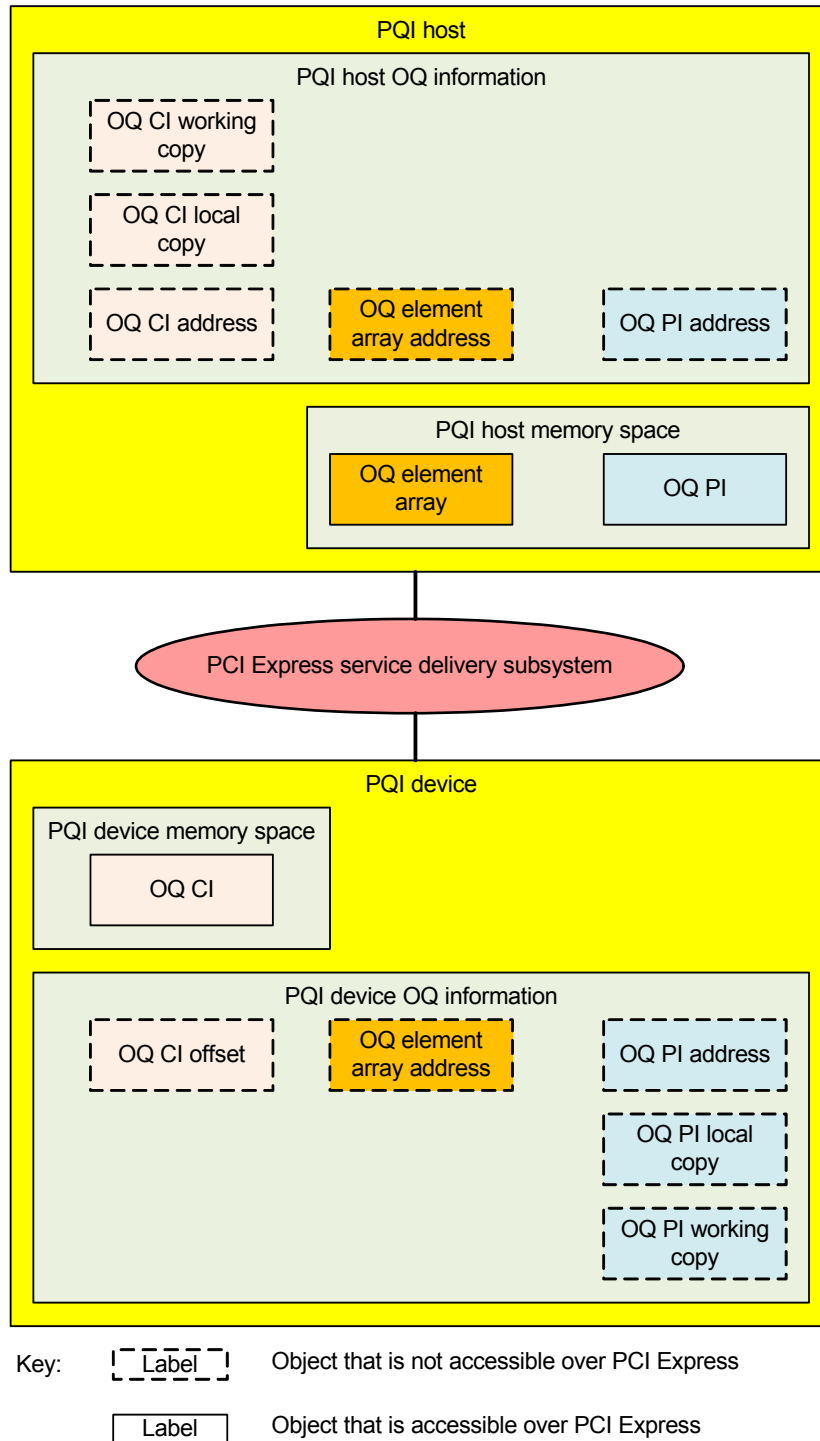 PQI host
PQI host OQ information
OQ CI working
copy
OQ CI local
copy
OQ CI address
OQ element
array address
OQ PI address
PQI host memory space
OQ element
array
OQ PI
PCI Express service delivery subsystem
PQI device
PQI device memory space
OQ CI
PQI device OQ information
OQ CI offset
OQ element
array address
OQ PI address
OQ PI local
copy
OQ PI working
copy
Key:
Label
Object that is not accessible over PCI Express
Label
Object that is accessible over PCI Express